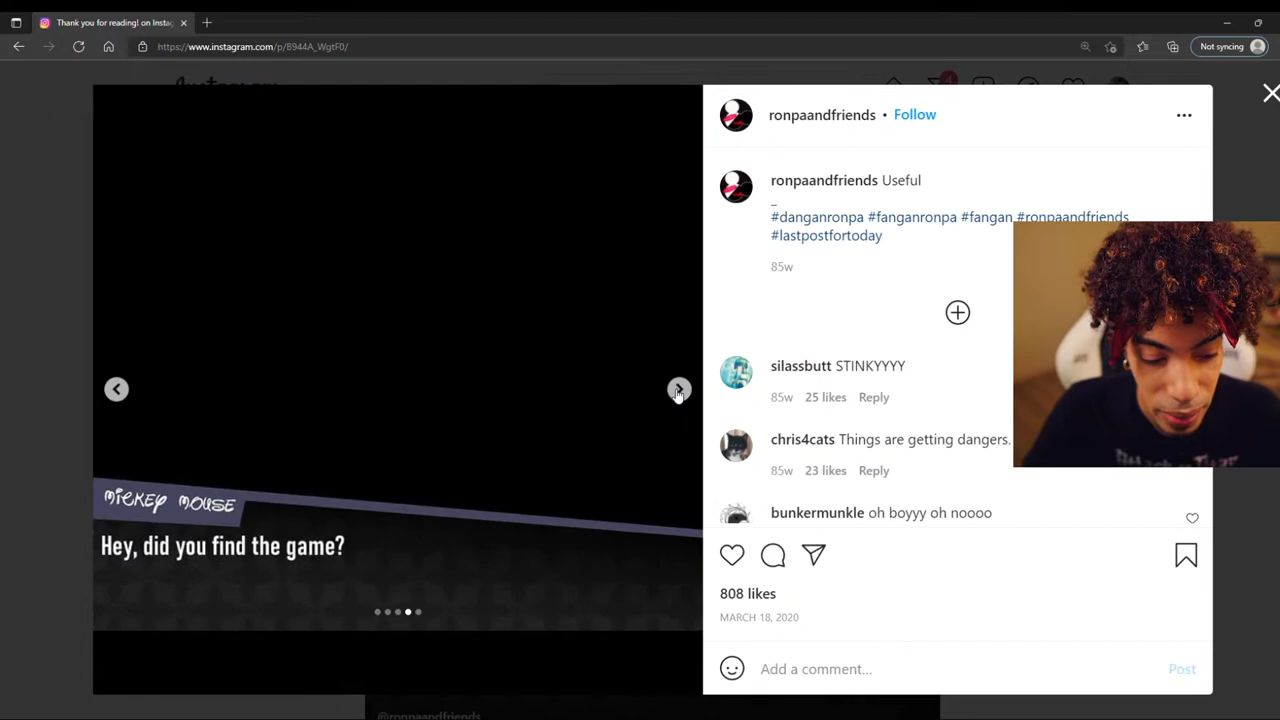 Thank you for reading! on Insta
https://www.instagram.com/p/B944A_WgtF0/
Not syncing
Instagram
4
ronpaandfriends • Follow
ronpaandfriends Useful
_
#danganronpa #fanganronpa #fangan #ronpaandfriends
#lastpostfortoday
85w
silassbutt STINKYYYY
85w 25 likes Reply
chris4cats Things are getting dangers.
85w 23 likes Reply
bunkermunkle oh boyyy oh noooo
MICKEY MOUSE
Hey, did you find the game?
808 likes
MARCH 18, 2020
Add a comment...
Post
@ronpaandfriends